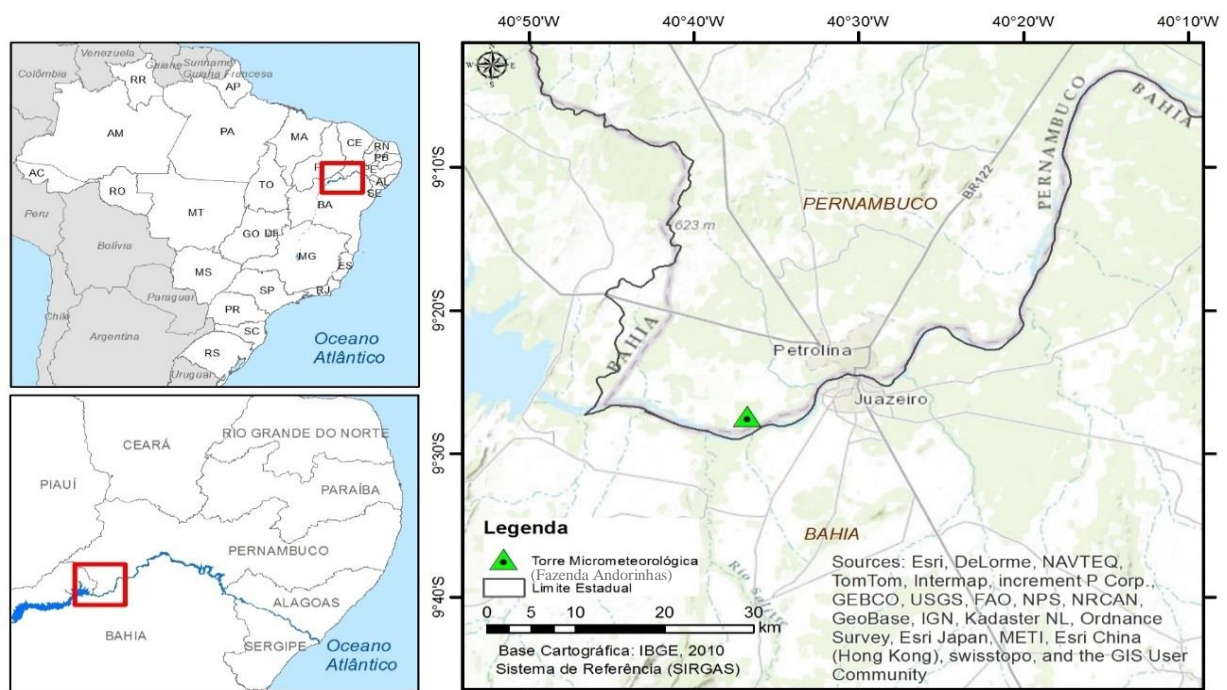 Venezuela
Colômbia
Guiana Francesa
RR
AP
AM
PA
MA
CE
RN
PB
PE
AL
SE
AC
RO
TO
BA
MT
Peru
GO
DF
Bolívia
MG
ES
MS
SP
RJ
Paraguai
PR
Chile
SC
Argentina
RS
Uruguai
Oceano
Atlântico
CEARÁ
RIO GRANDE DO NORTE
PIAUÍ
PARAÍBA
PERNAMBUCO
ALAGOAS
BAHIA
SERGIPE
Oceano
Atlântico
40°50'W 40°40'W 40°30'W 40°20'W 40°10'W
9°10'S
9°20'S
9°30'S
9°40'S
N
W E
S
BAHIA
PERNAMBUCO
BR122
PERNAMBUCO
623 m
BAHIA
Petrolina
Juazeiro
BAHIA
Legenda
Torre Micrometeorológica
(Fazenda Andorinhas)
Limite Estadual
0 5 10 20 30
km
Base Cartográfica: IBGE, 2010
Sistema de Referência (SIRGAS)
Sources: Esri, DeLorme, NAVTEQ,
TomTom, Intermap, increment P Corp.,
GEBCO, USGS, FAO, NPS, NRCAN,
GeoBase, IGN, Kadaster NL, Ordnance
Survey, Esri Japan, METI, Esri China
(Hong Kong), swisstopo, and the GIS User
Community